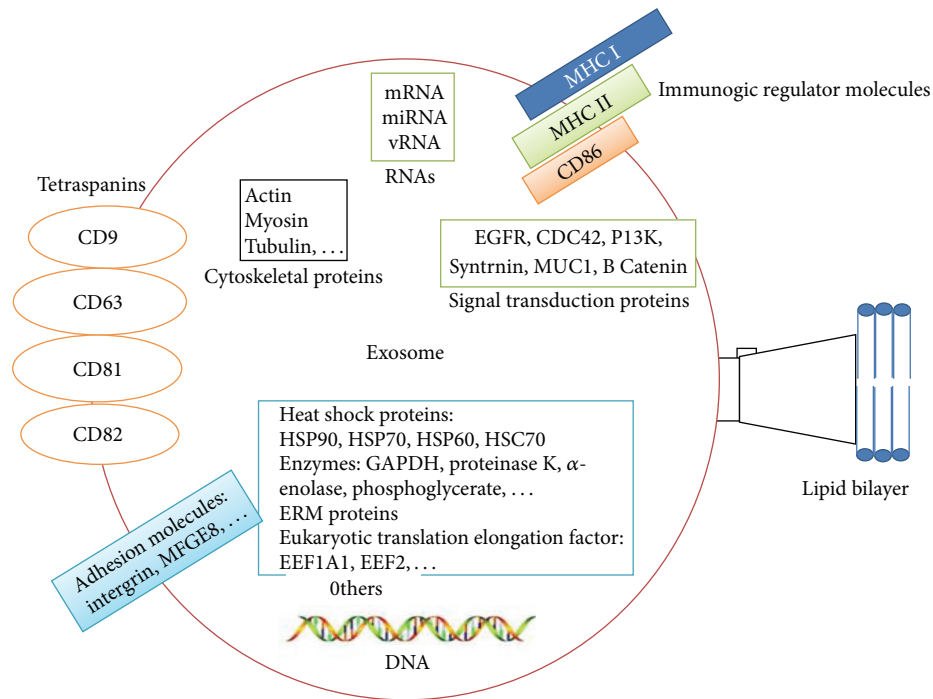 MHC I
MHC II
CD86
Immunogic regulator molecules
mRNA
miRNA
vRNA
RNAs
Tetraspanins
CD9
CD63
CD81
CD82
Actin
Myosin
Tubulin, . . .
Cytoskeletal proteins
EGFR, CDC42, P13K,
Syntrnin, MUC1, B Catenin
Signal transduction proteins
Exosome
Heat shock proteins:
HSP90, HSP70, HSP60, HSC70
Enzymes: GAPDH, proteinase K, α-
enolase, phosphoglycerate, . . .
ERM proteins
Eukaryotic translation elongation factor:
EEF1A1, EEF2, . . .
0thers
Adhesion molecules:
intergrin, MFGE8, . . .
Lipid bilayer
DNA